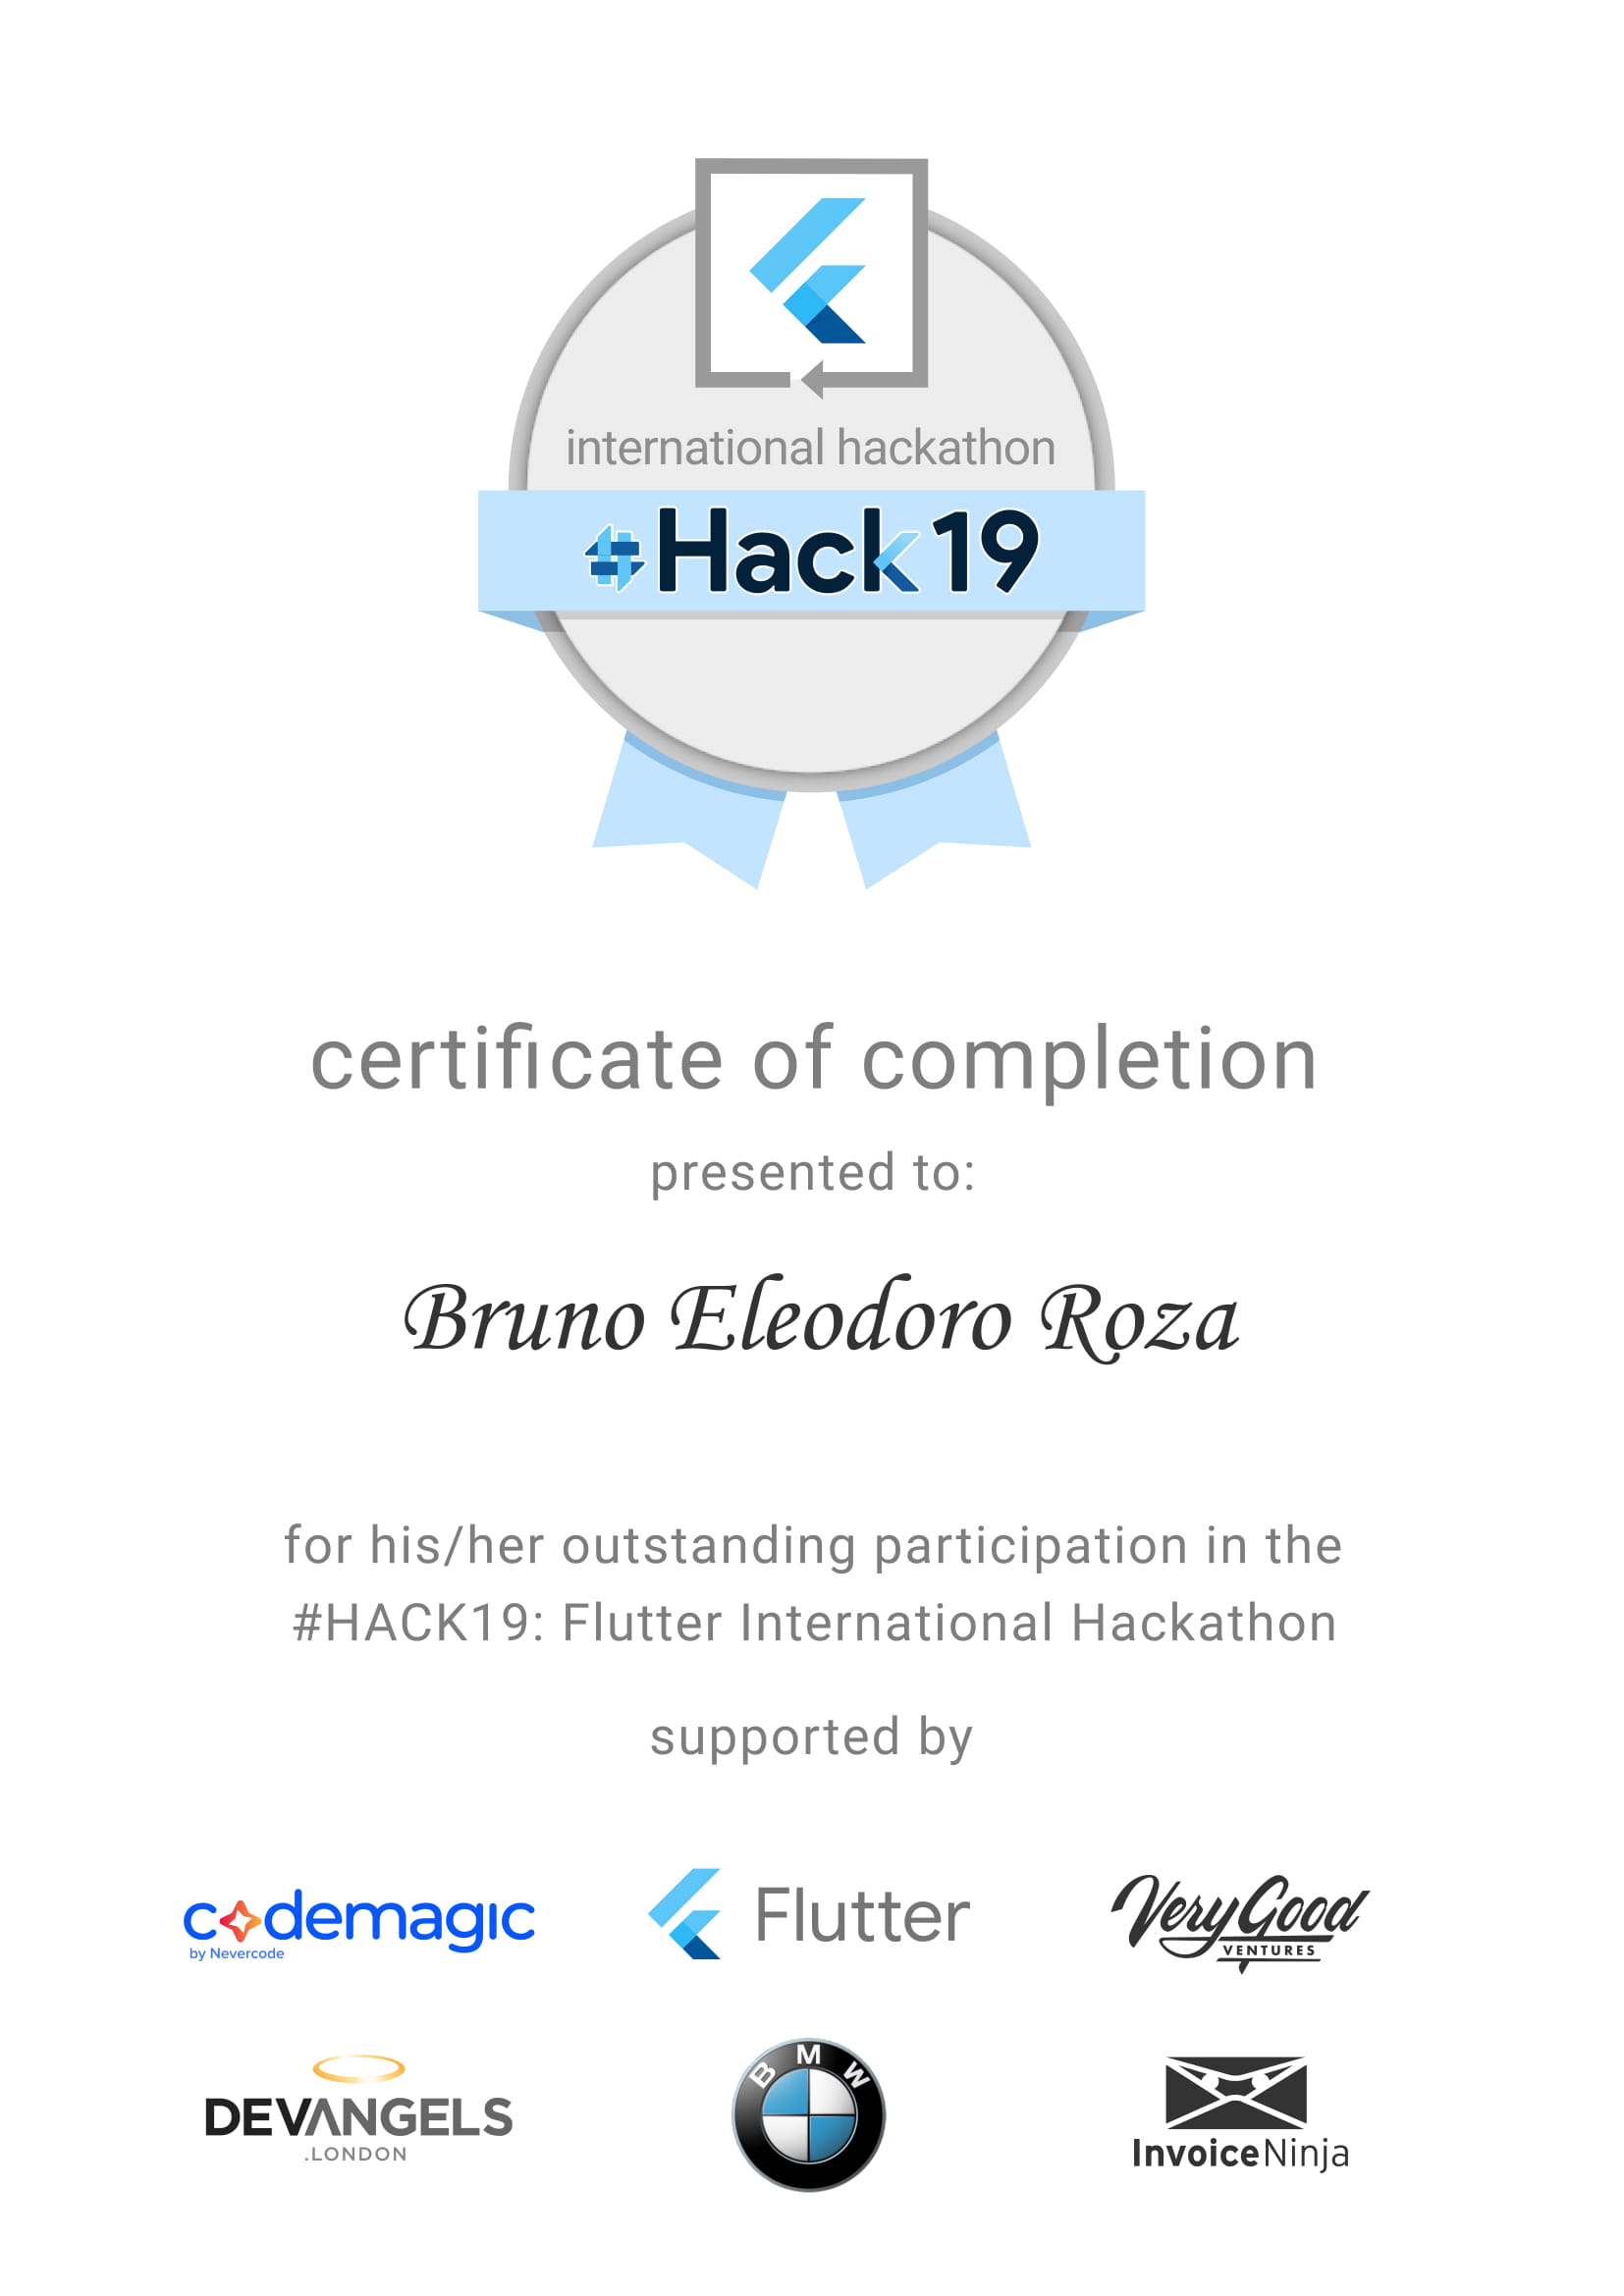 international hackathon
#Hack19
certificate of completion
presented to:
Bruno Eleodoro Roza
for his/her outstanding participation in the
#HACK19: Flutter International Hackathon
supported by
codemagic
by Nevercode
Flutter
VeryGood
VENTURES
DEVANGELS
.LONDON
BMW
InvoiceNinja